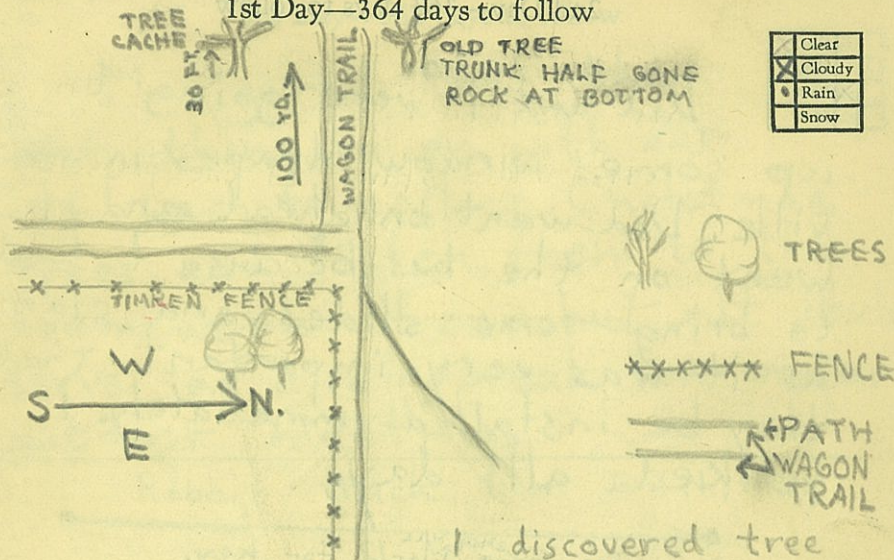 1st Day—364 days to follow
TREE
CACHE
30 FT.
100 YD.
WAGON TRAIL
OLD TREE
TRUNK HALF GONE
ROCK AT BOTTOM
Clear
Cloudy
Rain
Snow
TREES
TIMKEN FENCE
W
S
N.
E
FENCE
PATH
WAGON
TRAIL
I discovered tree